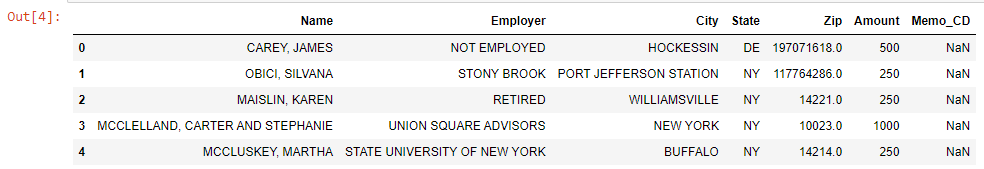 Out[4]:
Name Employer City State Zip Amount Memo_CD
0 CAREY, JAMES NOT EMPLOYED HOCKESSIN DE 197071618.0 500 NaN
1 OBICI, SILVANA STONY BROOK PORT JEFFERSON STATION NY 117764286.0 250 NaN
2 MAISLIN, KAREN RETIRED WILLIAMSVILLE NY 14221.0 250 NaN
3 MCCLELLAND, CARTER AND STEPHANIE UNION SQUARE ADVISORS NEW YORK NY 10023.0 1000 NaN
4 MCCLUSKEY, MARTHA STATE UNIVERSITY OF NEW YORK BUFFALO NY 14214.0 250 NaN